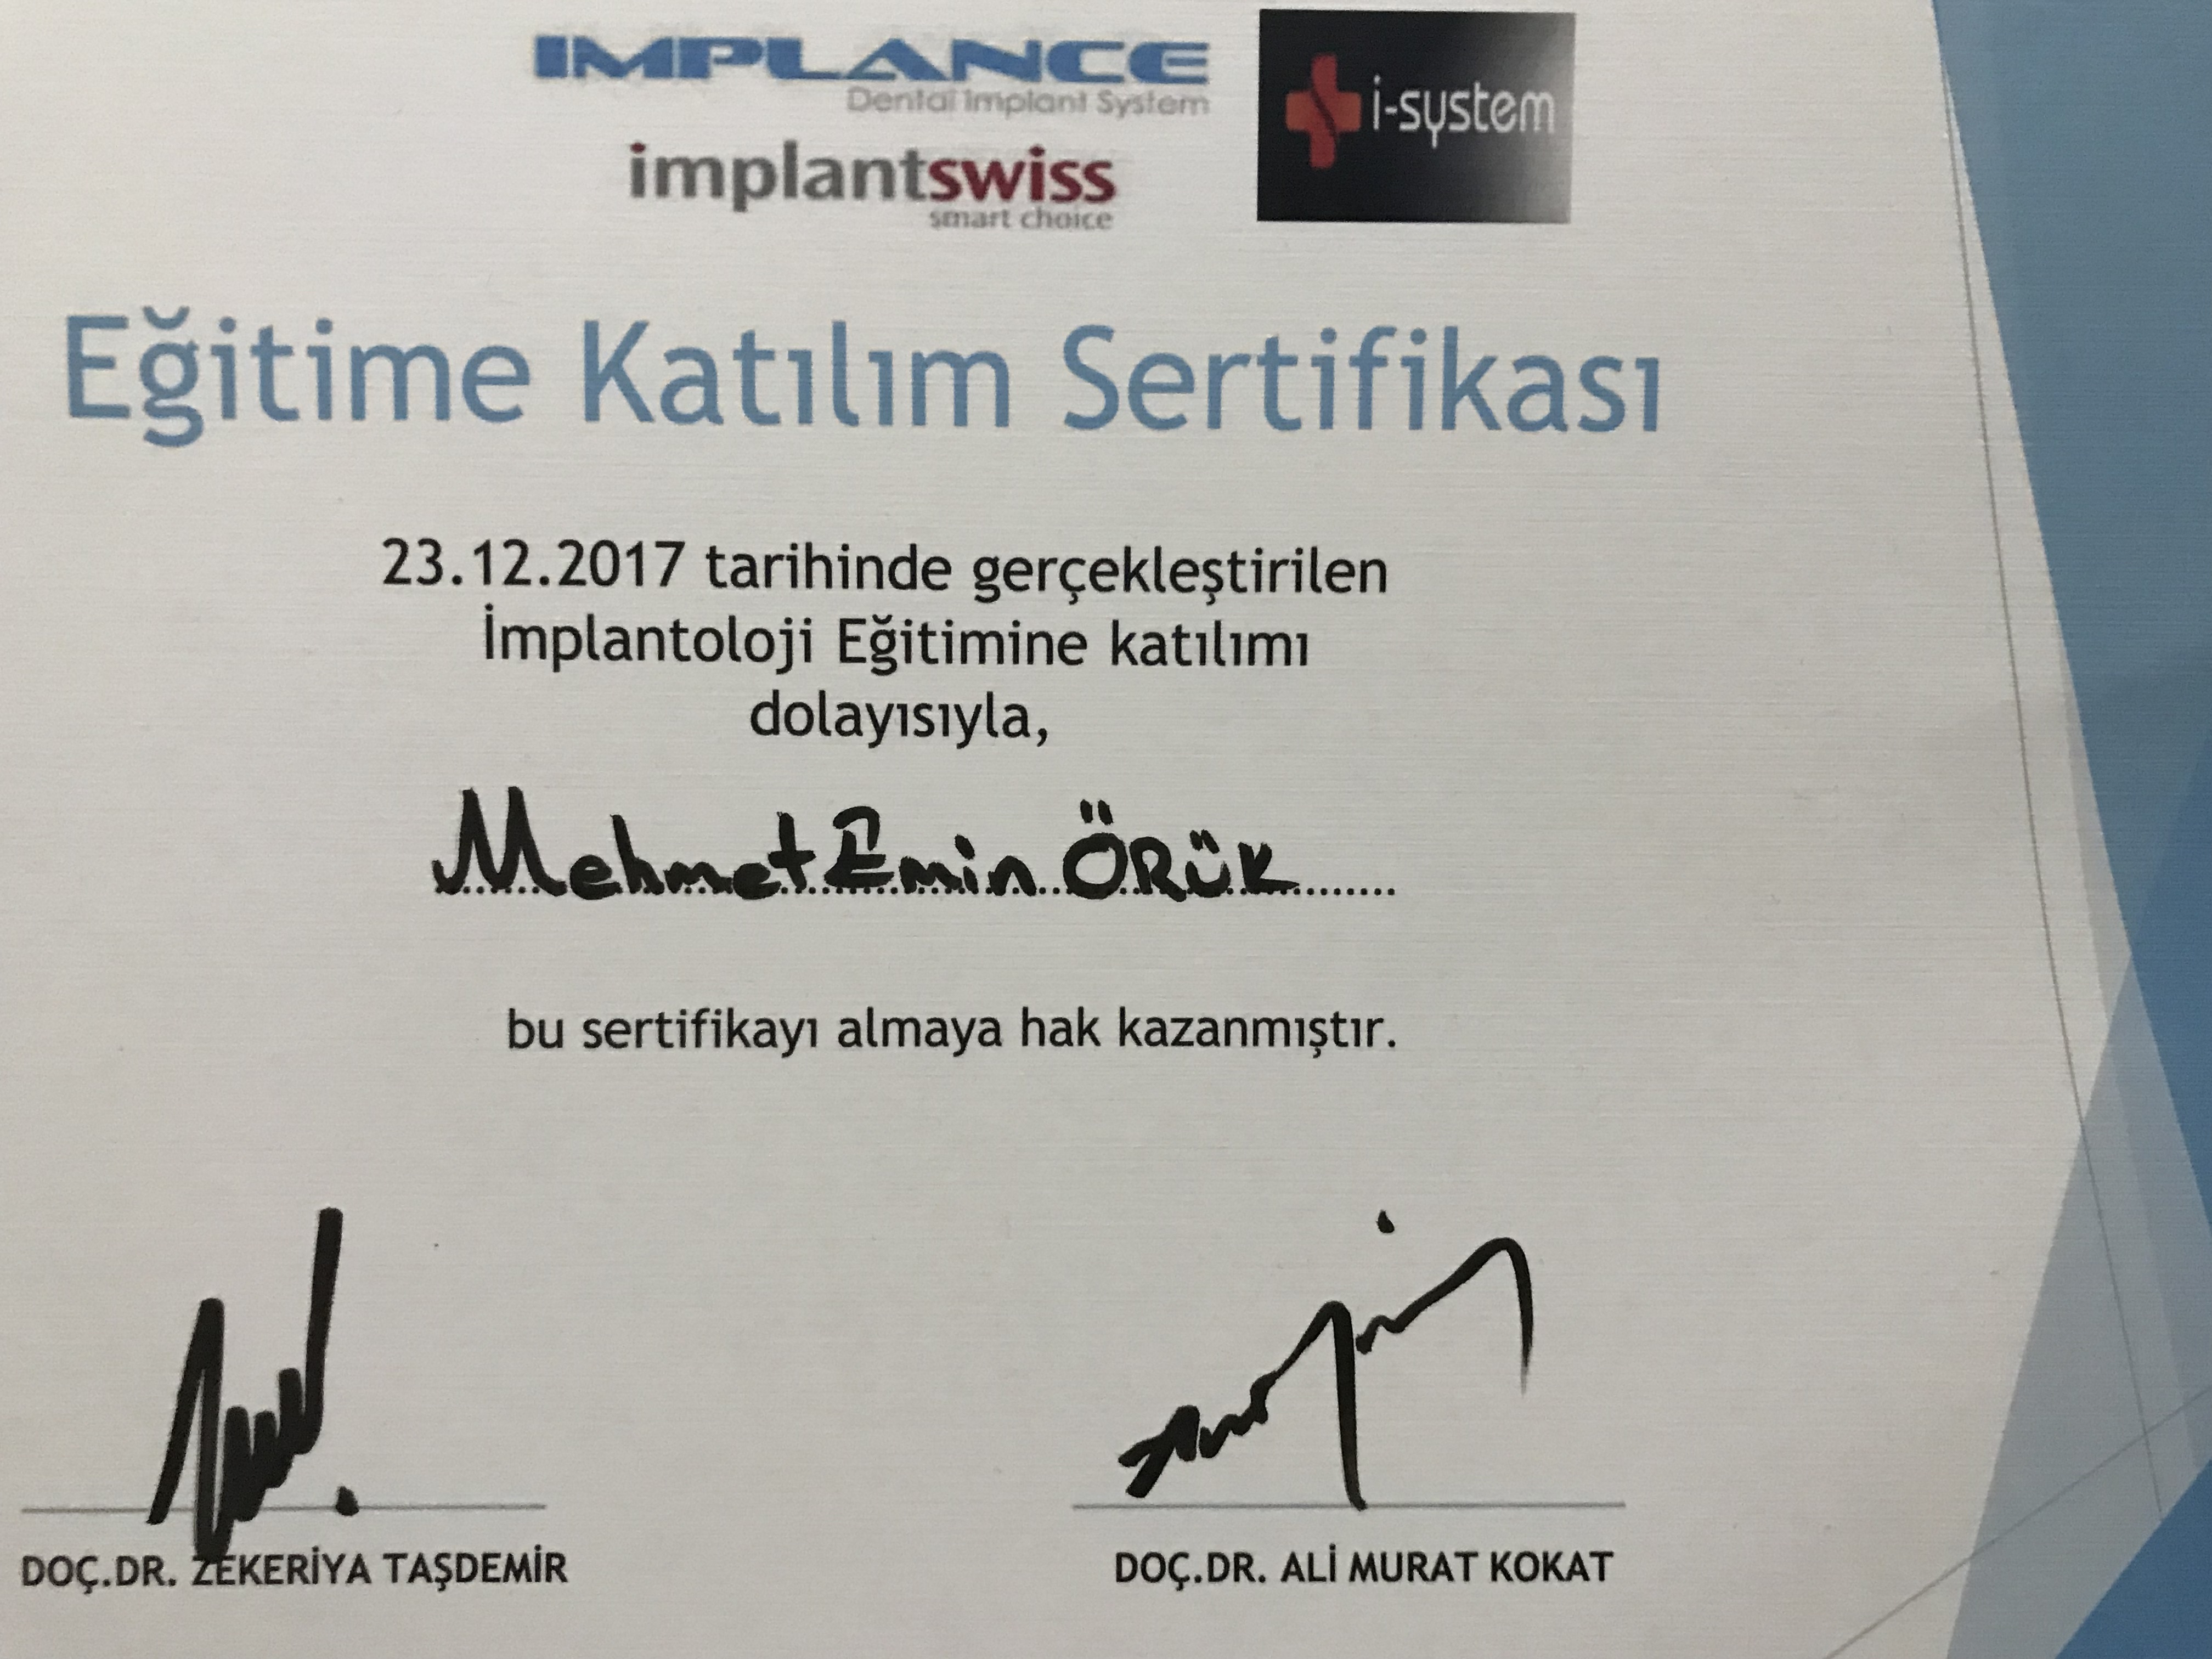 IMPLANCE
Dental Implant System
implantswiss
smart choice
i-system
Eğitime Katılım Sertifikası
23.12.2017 tarihinde gerçekleştirilen
İmplantoloji Eğitimine katılımı
dolayısıyla,
Mehmet Emin ÖRÜK
bu sertifikayı almaya hak kazanmıştır.
DOÇ.DR. ZEKERİYA TAŞDEMİR
DOÇ.DR. ALİ MURAT KOKAT